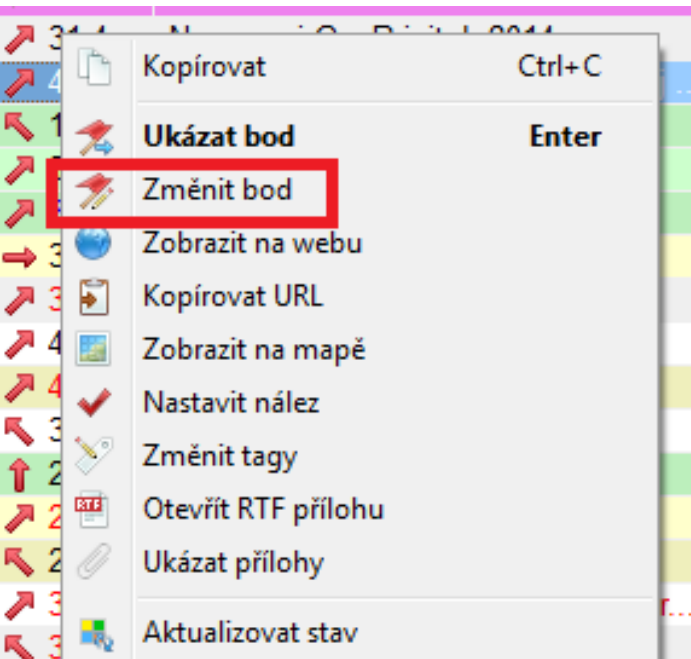 Kopírovat Ctrl+C
Ukázat bod Enter
Změnit bod
Zobrazit na webu
Kopírovat URL
Zobrazit na mapě
Nastavit nález
Změnit tagy
RTF Otevřít RTF přílohu
Ukázat přílohy
Aktualizovat stav